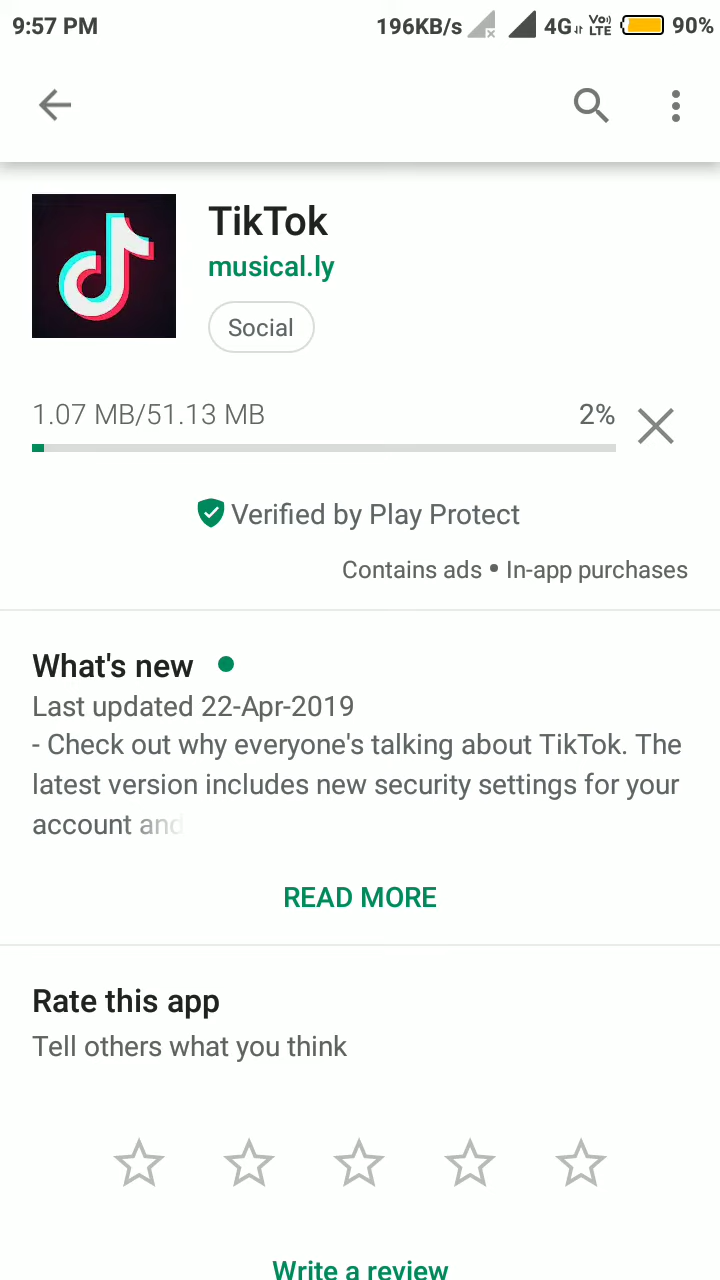 9:57 PM 196KB/s 4G Vo) LTE 90%
TikTok
musical.ly
Social
1.07 MB/51.13 MB 2%
Verified by Play Protect
Contains ads • In-app purchases
What's new
Last updated 22-Apr-2019
- Check out why everyone's talking about TikTok. The
latest version includes new security settings for your
account and
READ MORE
Rate this app
Tell others what you think
Write a review